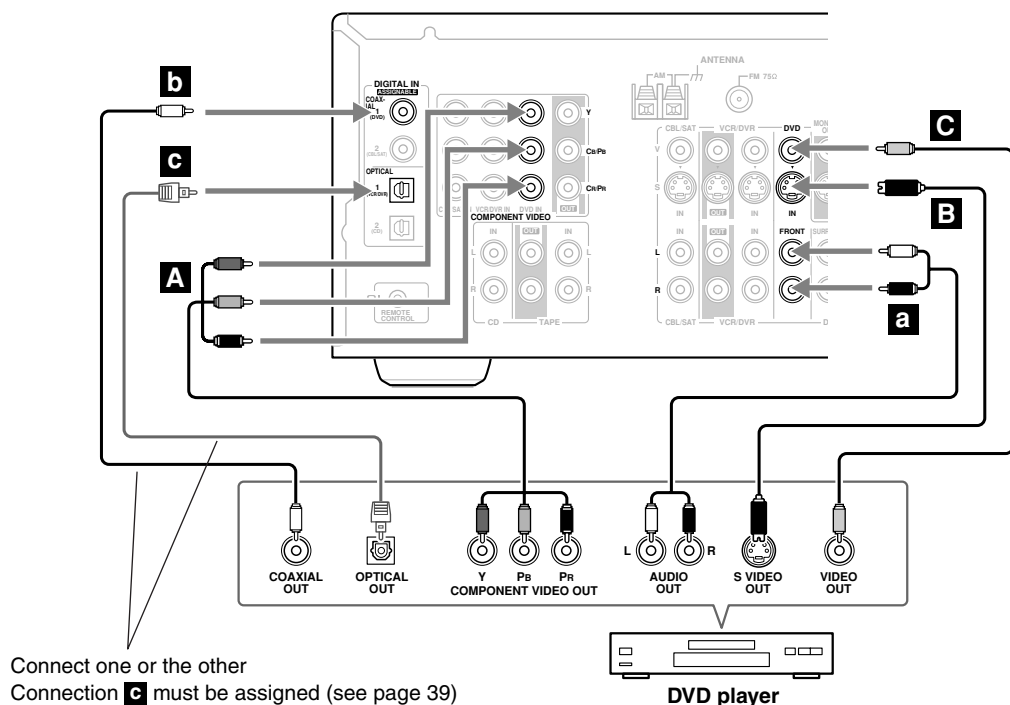 ANTENNA
AM
FM 75Ω
b
DIGITAL IN
ASSIGNABLE
COAX-
IAL
1
(DVD)
Y
2
(CBL/SAT)
CB/PB
c
OPTICAL
1
(VCR/DVR)
CR/PR
VCR/DVR IN
DVD IN
OUT
COMPONENT VIDEO
2
(CD)
IN
OUT
IN
L
L
R
R
CD
TAPE
REMOTE
CONTROL
A
CBL/SAT
VCR/DVR
DVD
V
S
IN
OUT
IN
IN
IN
OUT
IN
FRONT
L
R
CBL/SAT
VCR/DVR
C
B
a
COAXIAL
OUT
OPTICAL
OUT
Y
PB
PR
COMPONENT VIDEO OUT
L
R
AUDIO
OUT
S VIDEO
OUT
VIDEO
OUT
Connect one or the other
Connection c must be assigned (see page 39)
DVD player